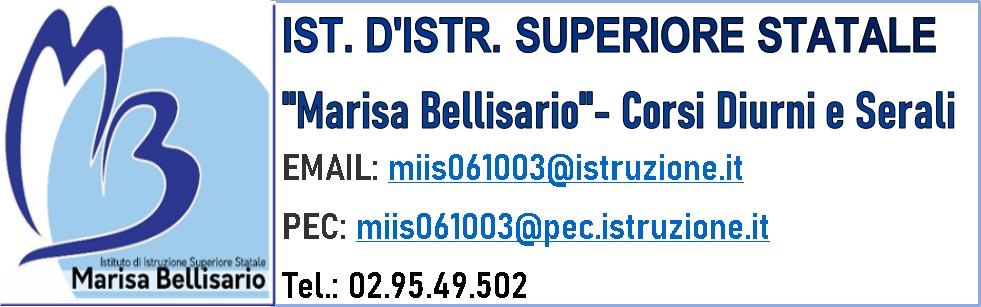 IST. D'ISTR. SUPERIORE STATALE
"Marisa Bellisario"- Corsi Diurni e Serali
EMAIL: miis061003@istruzione.it
PEC: miis061003@pec.istruzione.it
Tel.: 02.95.49.502
MB
Istituto di Istruzione Superiore Statale
Marisa Bellisario